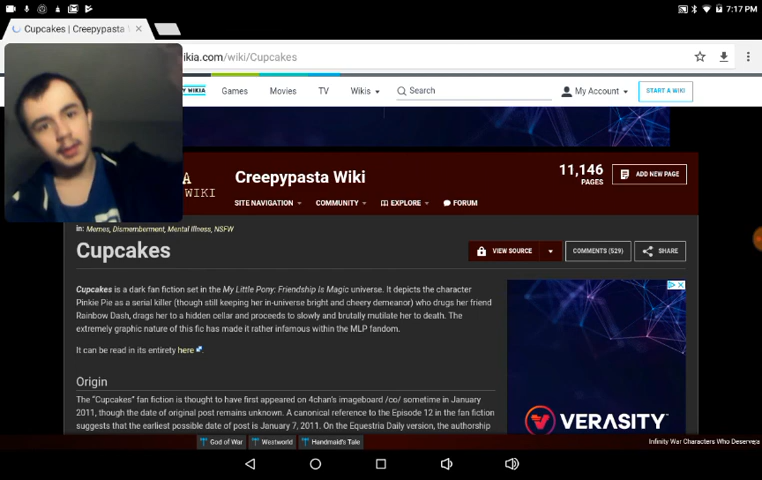 7:17 PM
Cupcakes | Creepypasta
ikia.com/wiki/Cupcakes
WIKIA Games Movies TV Wikis Search My Account START A WIKI
Creepypasta Wiki 11,146 PAGES ADD NEW PAGE
A
WIKI
SITE NAVIGATION COMMUNITY EXPLORE FORUM
in: Memes, Dismemberment, Mental Illness, NSFW
Cupcakes VIEW SOURCE COMMENTS (529) SHARE
Cupcakes is a dark fan fiction set in the My Little Pony: Friendship Is Magic universe. It depicts the character
Pinkie Pie as a serial killer (though still keeping her in-universe bright and cheery demeanor) who drugs her friend
Rainbow Dash, drags her to a hidden cellar and proceeds to slowly and brutally mutilate her to death. The
extremely graphic nature of this fic has made it rather infamous within the MLP fandom.
It can be read in its entirety here.
Origin
The "Cupcakes" fan fiction is thought to have first appeared on 4chan's imageboard /co/ sometime in January
2011, though the date of original post remains unknown. A canonical reference to the Episode 12 in the fan fiction
suggests that the earliest possible date of post is January 7, 2011. On the Equestria Daily version, the authorship
VERASITY
God of War Westworld Handmaid's Tale Infinity War Characters Who Deserve